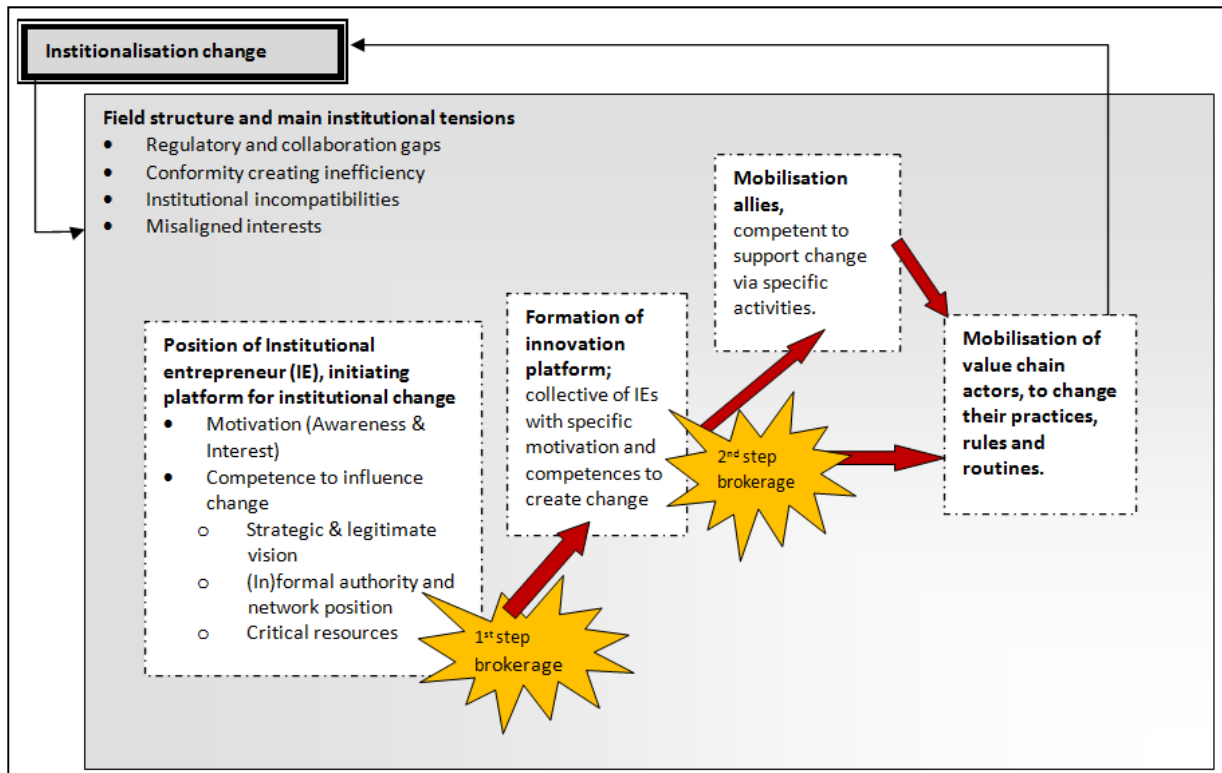 Institionalisation change
Field structure and main institutional tensions
• Regulatory and collaboration gaps
• Conformity creating inefficiency
• Institutional incompatibilities
• Misaligned interests
Position of Institutional
entrepreneur (IE), initiating
platform for institutional change
• Motivation (Awareness &
Interest)
• Competence to influence
change
o Strategic & legitimate
vision
o (In)formal authority and
network position
o Critical resources
1st step
brokerage
Formation of
innovation
platform;
collective of IEs
with specific
motivation and
competences to
create change
2nd step
brokerage
Mobilisation
allies,
competent to
support change
via specific
activities.
Mobilisation of
value chain
actors, to change
their practices,
rules and
routines.